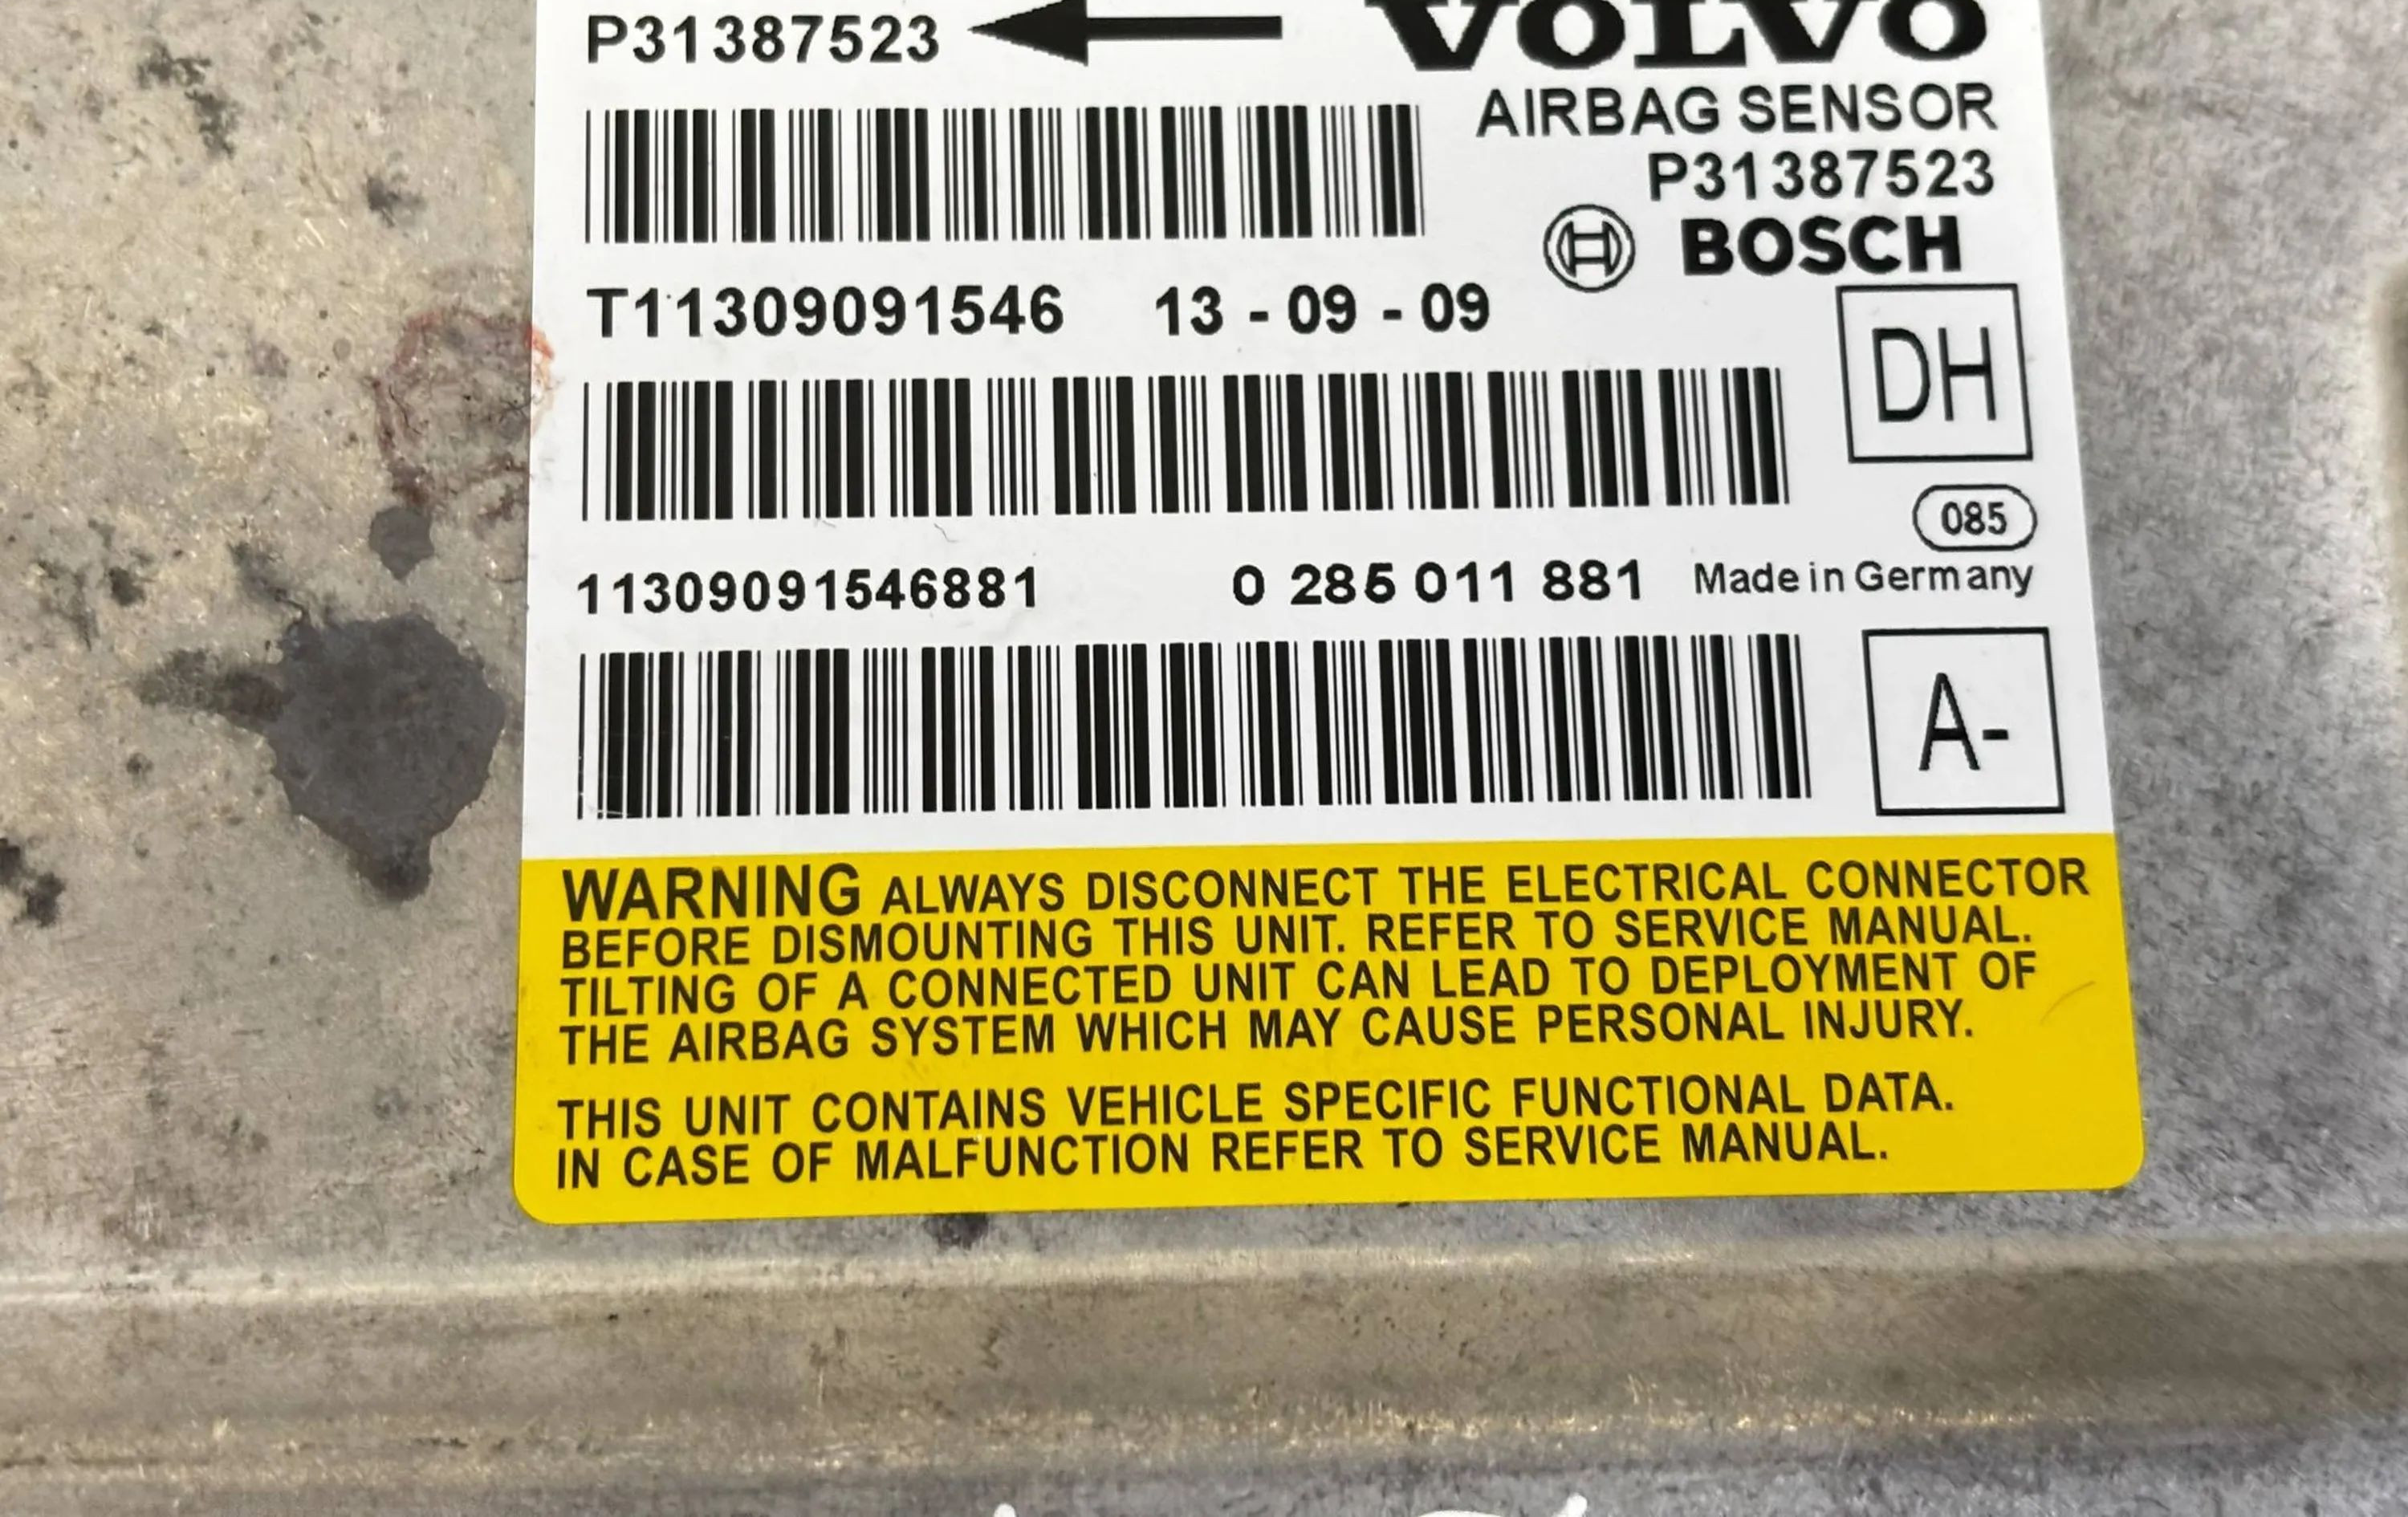 P31387523 VOLVO
AIRBAG SENSOR
P31387523
BOSCH
T11309091546 13 - 09 - 09
DH
085
11309091546881 0 285 011 881 Made in Germany
A-
WARNING ALWAYS DISCONNECT THE ELECTRICAL CONNECTOR
BEFORE DISMOUNTING THIS UNIT. REFER TO SERVICE MANUAL.
TILTING OF A CONNECTED UNIT CAN LEAD TO DEPLOYMENT OF
THE AIRBAG SYSTEM WHICH MAY CAUSE PERSONAL INJURY.
THIS UNIT CONTAINS VEHICLE SPECIFIC FUNCTIONAL DATA.
IN CASE OF MALFUNCTION REFER TO SERVICE MANUAL.